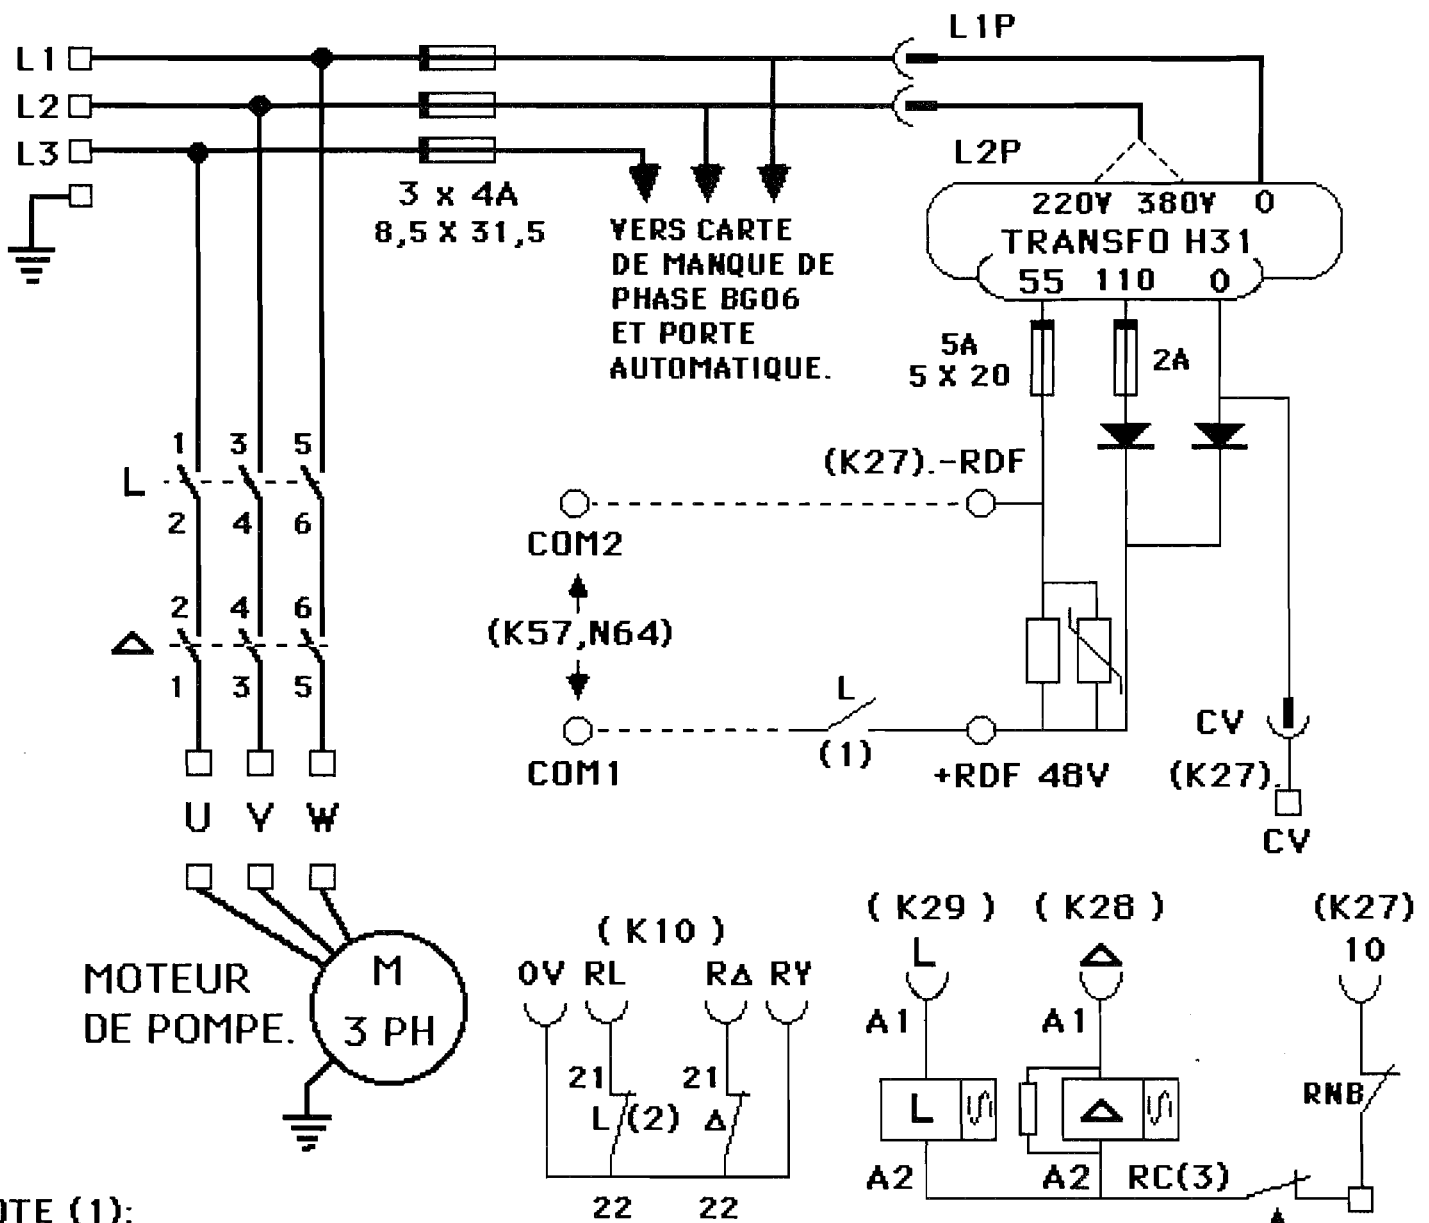 L1P
L1
L2
L3
L2P
3 x 4A
8,5 X 31,5
VERS CARTE
DE MANQUE DE
PHASE BG06
ET PORTE
AUTOMATIQUE.
220V 380V 0
TRANSFO H31
55 110 0
5A
5 X 20
2A
1 3 5
L
2 4 6
(K27).-RDF
COM2
2 4 6
Δ
1 3 5
(K57,N64)
L
(1)
COM1
+RDF 48V
CV
(K27).
CV
U V W
MOTEUR
DE POMPE.
M
3 PH
(K10)
0V RL RΔ RY
21 21
L (2) Δ
22 22
(K29) (K28) (K27)
L Δ 10
A1 A1
L Δ
RNB
A2 A2 RC(3)
OTE (1):